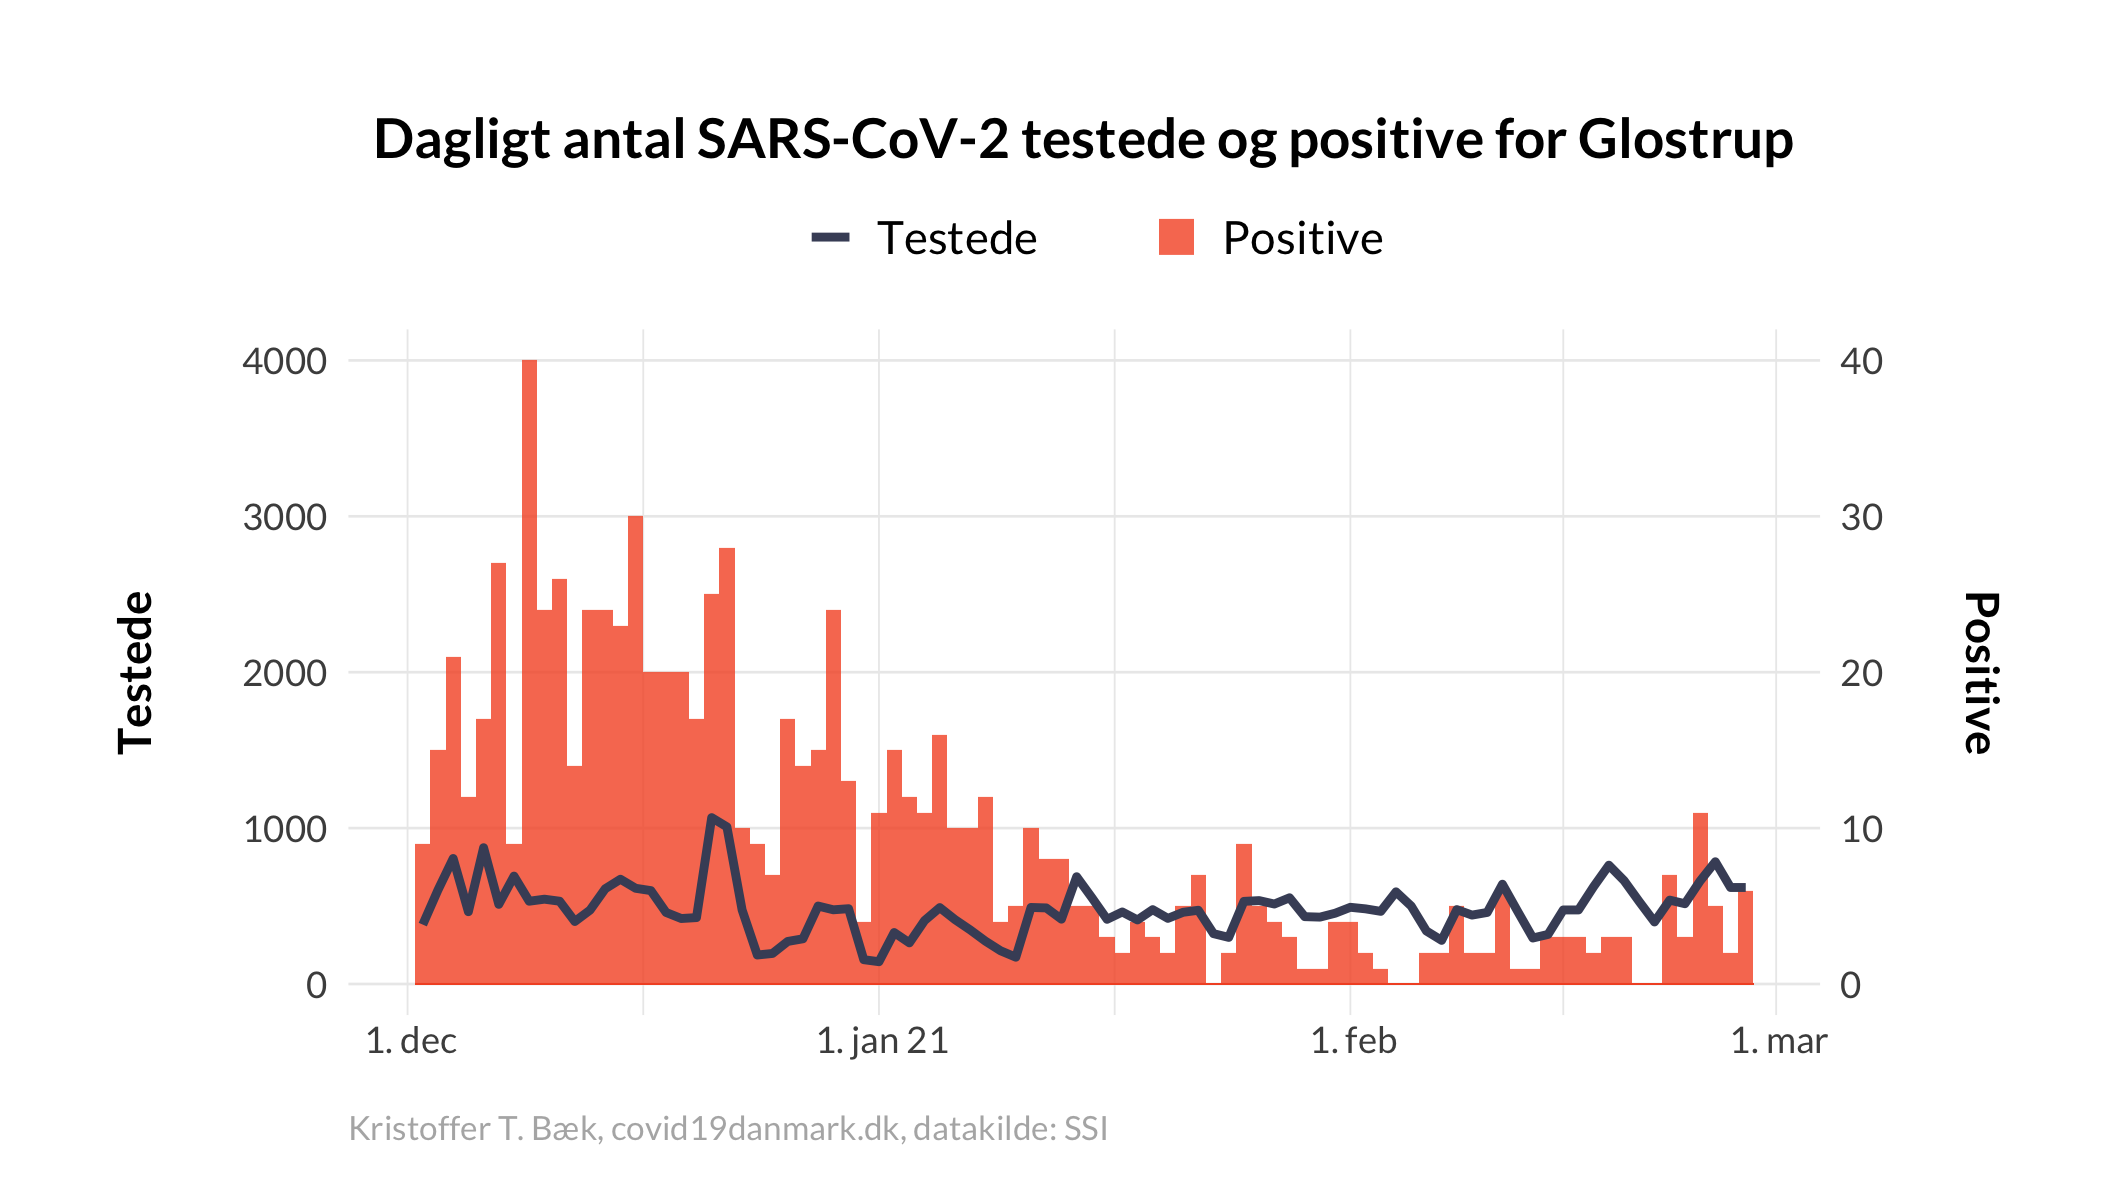 Dagligt antal SARS-CoV-2 testede og positive for Glostrup
Testede
Positive
4000
3000
2000
1000
0
40
30
20
10
0
Testede
Positive
1. dec
1. jan 21
1. feb
1. mar
Kristoffer T. Bæk, covid19danmark.dk, datakilde: SSI